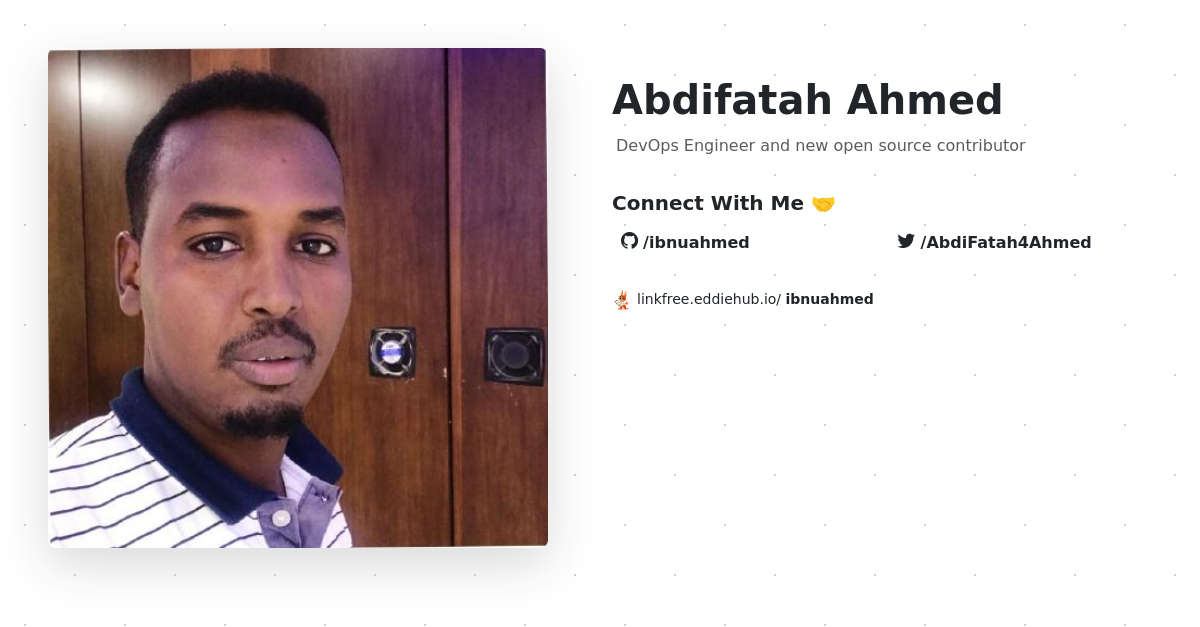 Abdifatah Ahmed
DevOps Engineer and new open source contributor
Connect With Me 🤝
/ibnuahmed
/AbdiFatah4Ahmed
linkfree.eddiehub.io/ ibnuahmed